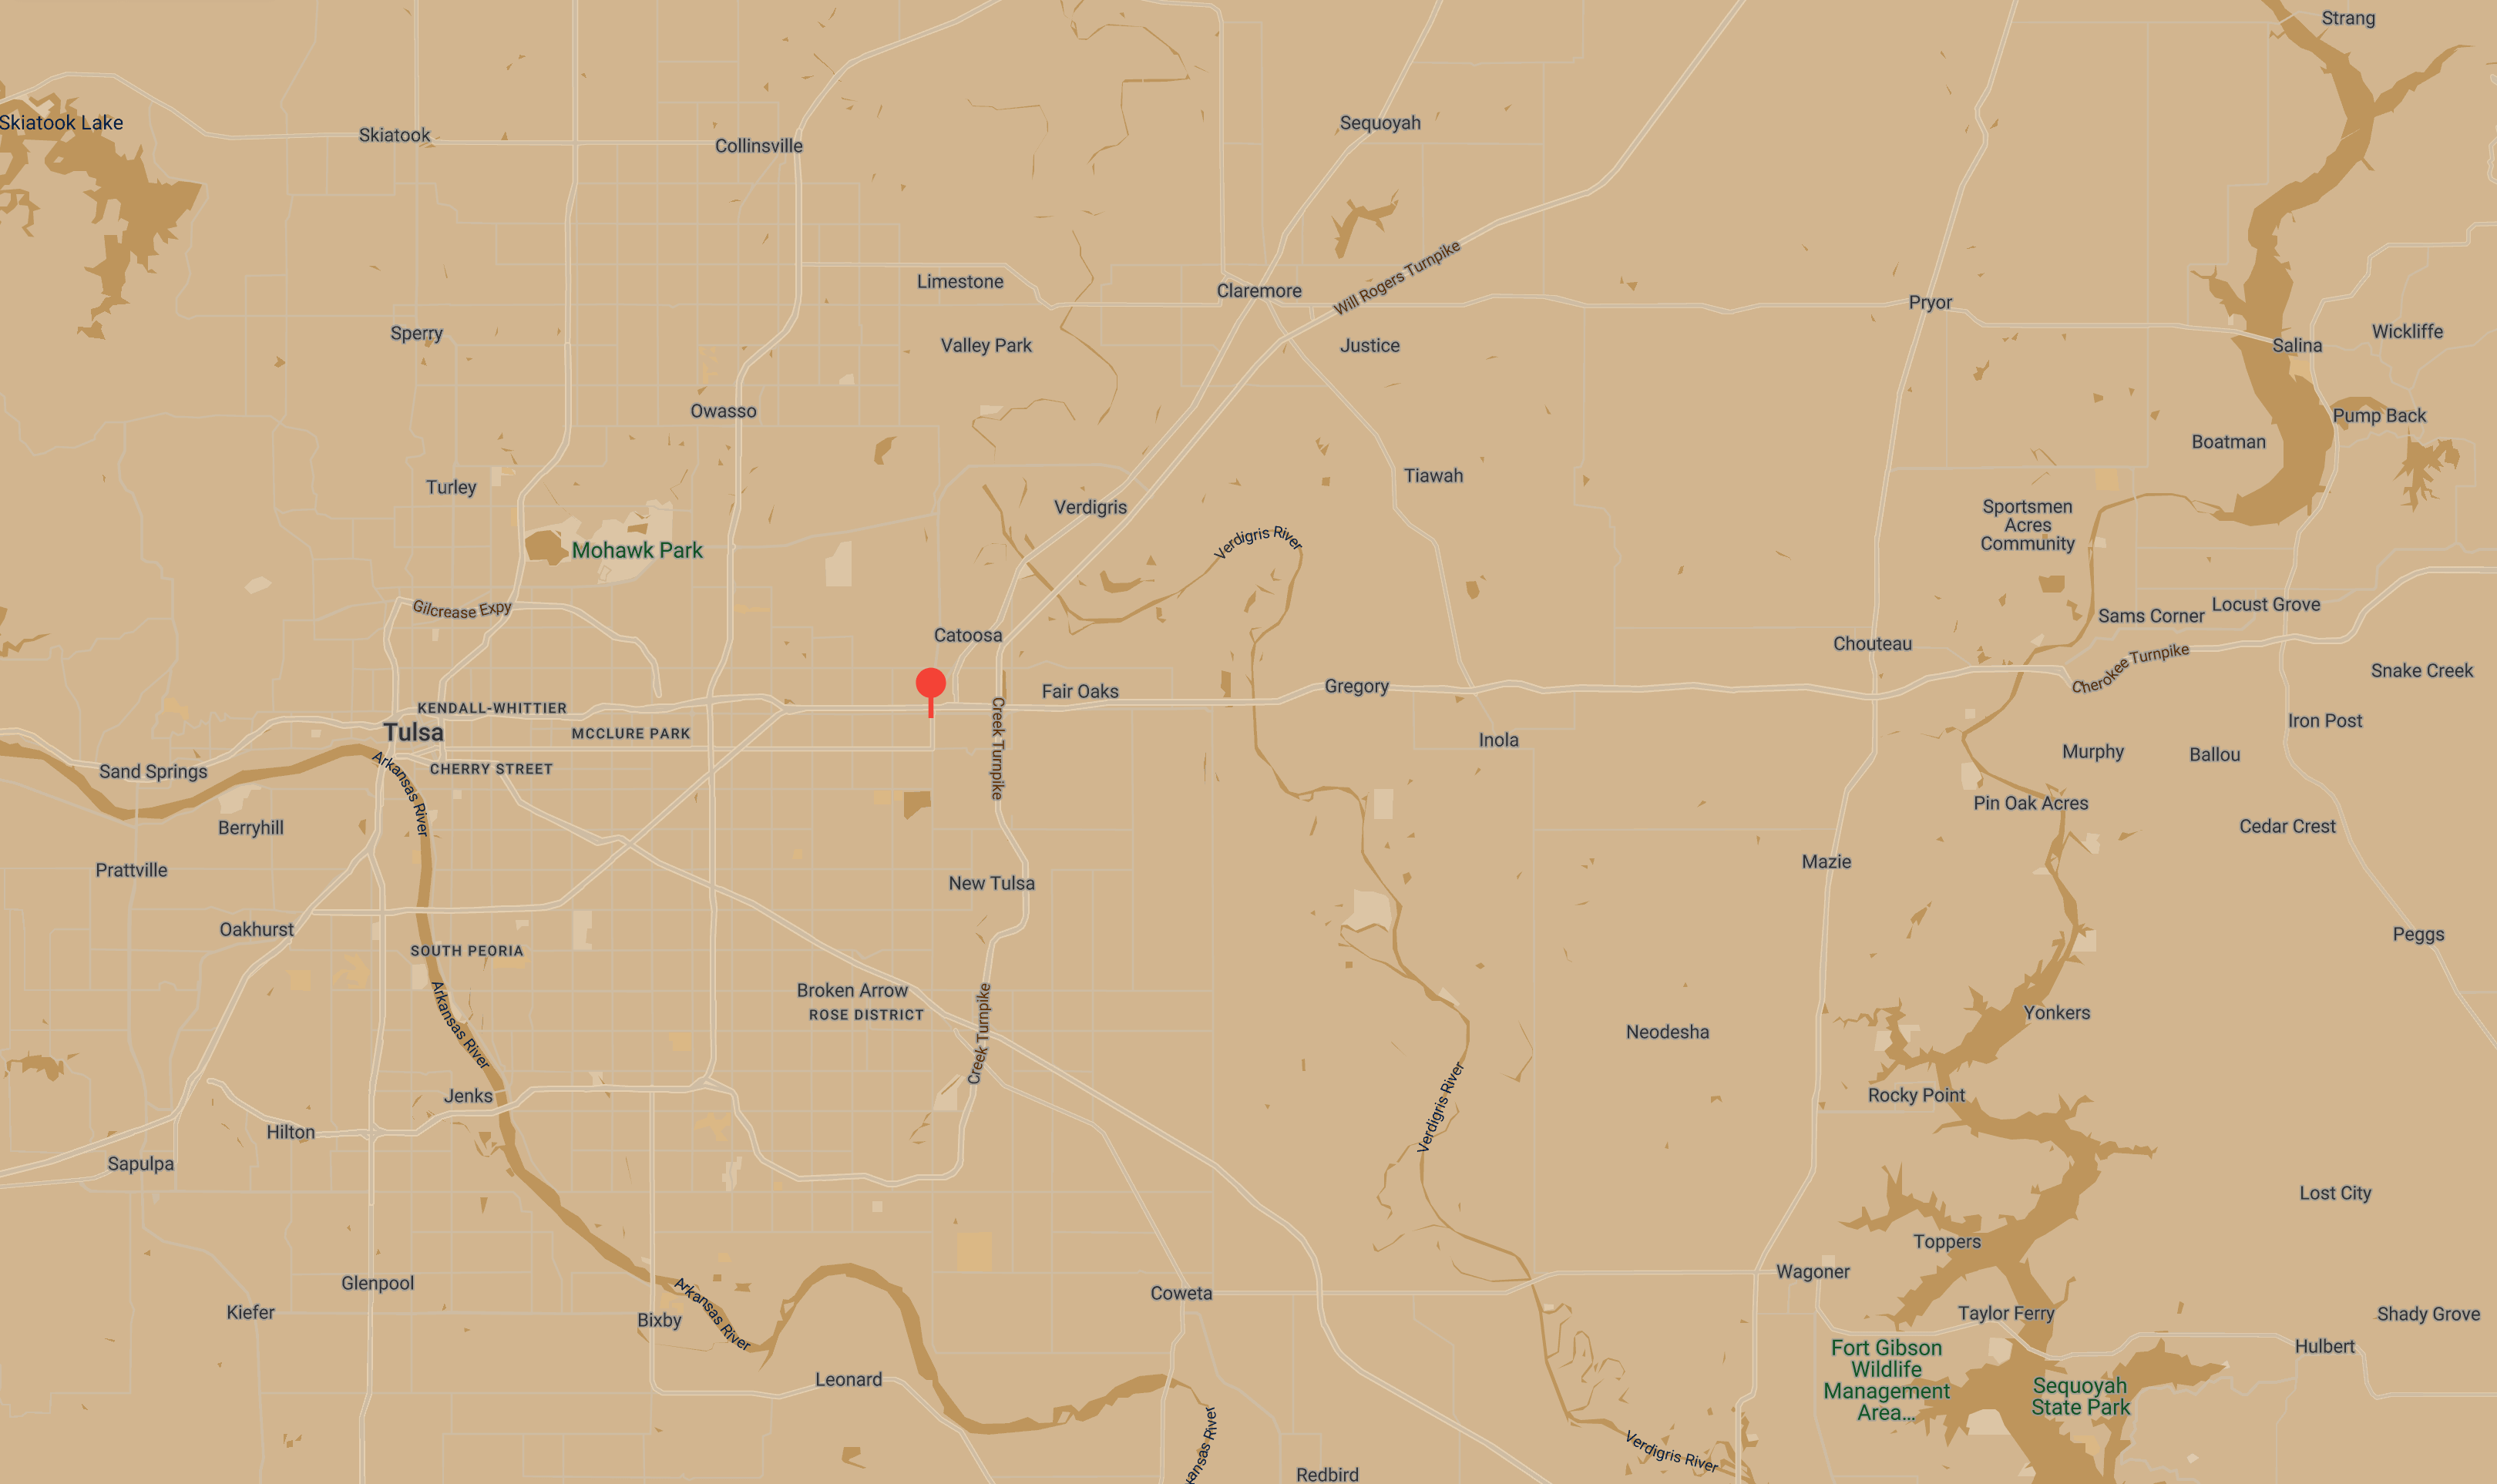 Strang
Skiatook Lake
Skiatook
Collinsville
Sequoyah
Limestone
Claremore
Will Rogers Turnpike
Pryor
Sperry
Valley Park
Justice
Salina
Wickliffe
Owasso
Pump Back
Boatman
Turley
Verdigris
Tiawah
Sportsmen
Acres
Community
Mohawk Park
Verdigris River
Gilcrease Expy
Catoosa
Chouteau
Sams Corner
Locust Grove
Cherokee Turnpike
Snake Creek
Fair Oaks
Gregory
KENDALL-WHITTIER
Tulsa
MCCLURE PARK
Creek Turnpike
Inola
Iron Post
Murphy
Ballou
Sand Springs
CHERRY STREET
Arkansas River
Pin Oak Acres
Berryhill
Cedar Crest
Prattville
New Tulsa
Mazie
Oakhurst
SOUTH PEORIA
Peggs
Broken Arrow
ROSE DISTRICT
Arkansas River
Creek Turnpike
Yonkers
Neodesha
Jenks
Verdigris River
Rocky Point
Hilton
Sapulpa
Lost City
Toppers
Glenpool
Coweta
Wagoner
Kiefer
Bixby
Arkansas River
Taylor Ferry
Shady Grove
Hulbert
Fort Gibson
Wildlife
Management
Area...
Leonard
Sequoyah
State Park
kansas River
Verdigris River
Redbird